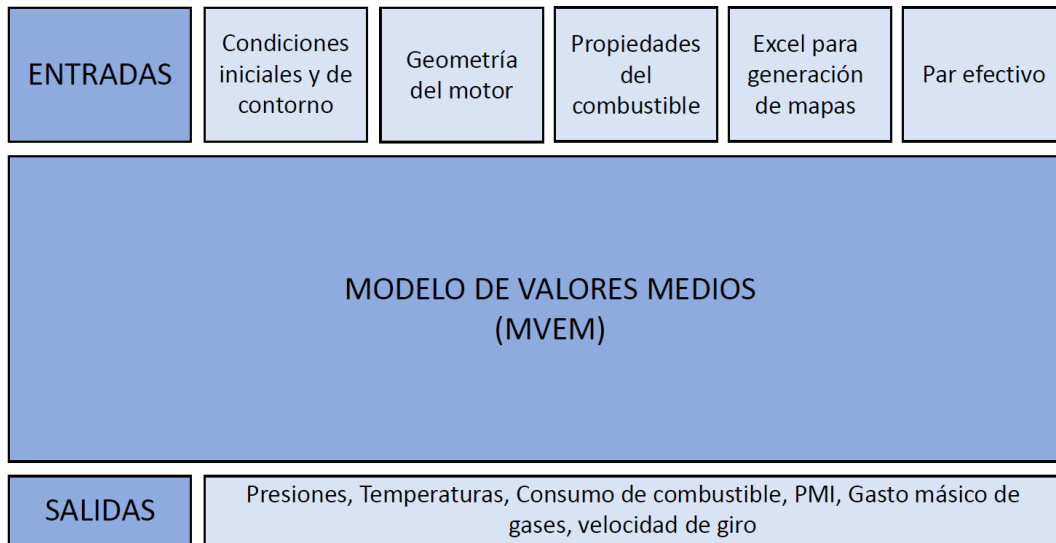 ENTRADAS
Condiciones
iniciales y de
contorno
Geometría
del motor
Propiedades
del
combustible
Excel para
generación
de mapas
Par efectivo
MODELO DE VALORES MEDIOS
(MVEM)
SALIDAS
Presiones, Temperaturas, Consumo de combustible, PMI, Gasto másico de
gases, velocidad de giro